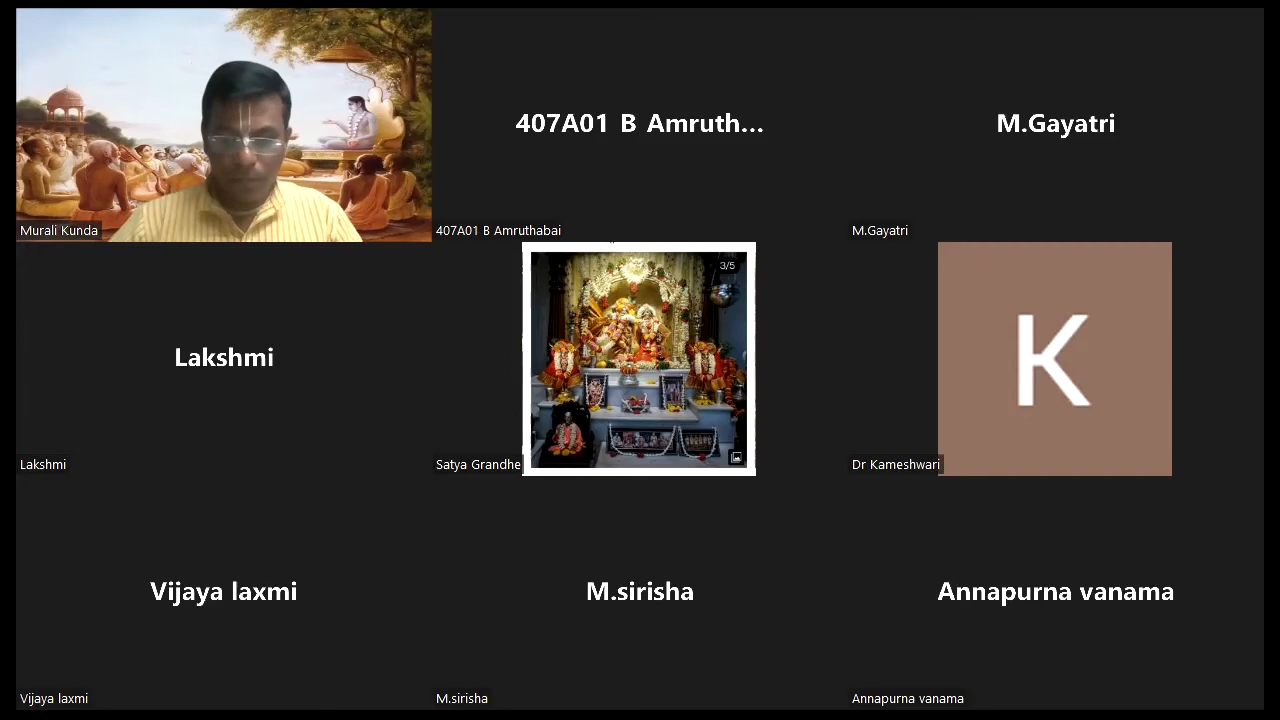 407A01 B Amruth...
M.Gayatri
Murali Kunda
407A01 B Amruthabai
M.Gayatri
3/5
Lakshmi
K
Lakshmi
Satya Grandhe
Dr Kameshwari
Vijaya laxmi
M.sirisha
Annapurna vanama
Vijaya laxmi
M.sirisha
Annapurna vanama